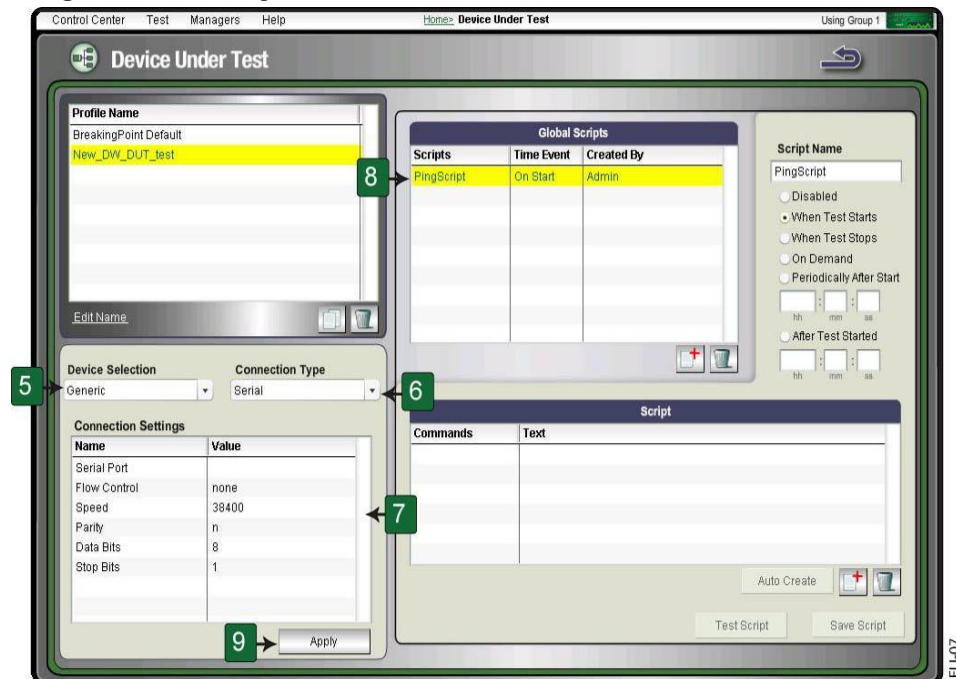 Control Center Test Managers Help Home> Device Under Test Using Group 1
Device Under Test
Profile Name
BreakingPoint Default
New_DW_DUT_test
Edit Name
Device Selection Connection Type
5 Generic Serial 6
Connection Settings
Name Value
Serial Port
Flow Control none
Speed 38400
Parity n
Data Bits 8
Stop Bits 1
7
9 Apply
Global Scripts
Scripts Time Event Created By
8 PingScript On Start Admin
Script Name
PingScript
Disabled
When Test Starts
When Test Stops
On Demand
Periodically After Start
: :
hh mm ss
After Test Started
: :
hh mm ss
Script
Commands Text
Auto Create
Test Script Save Script